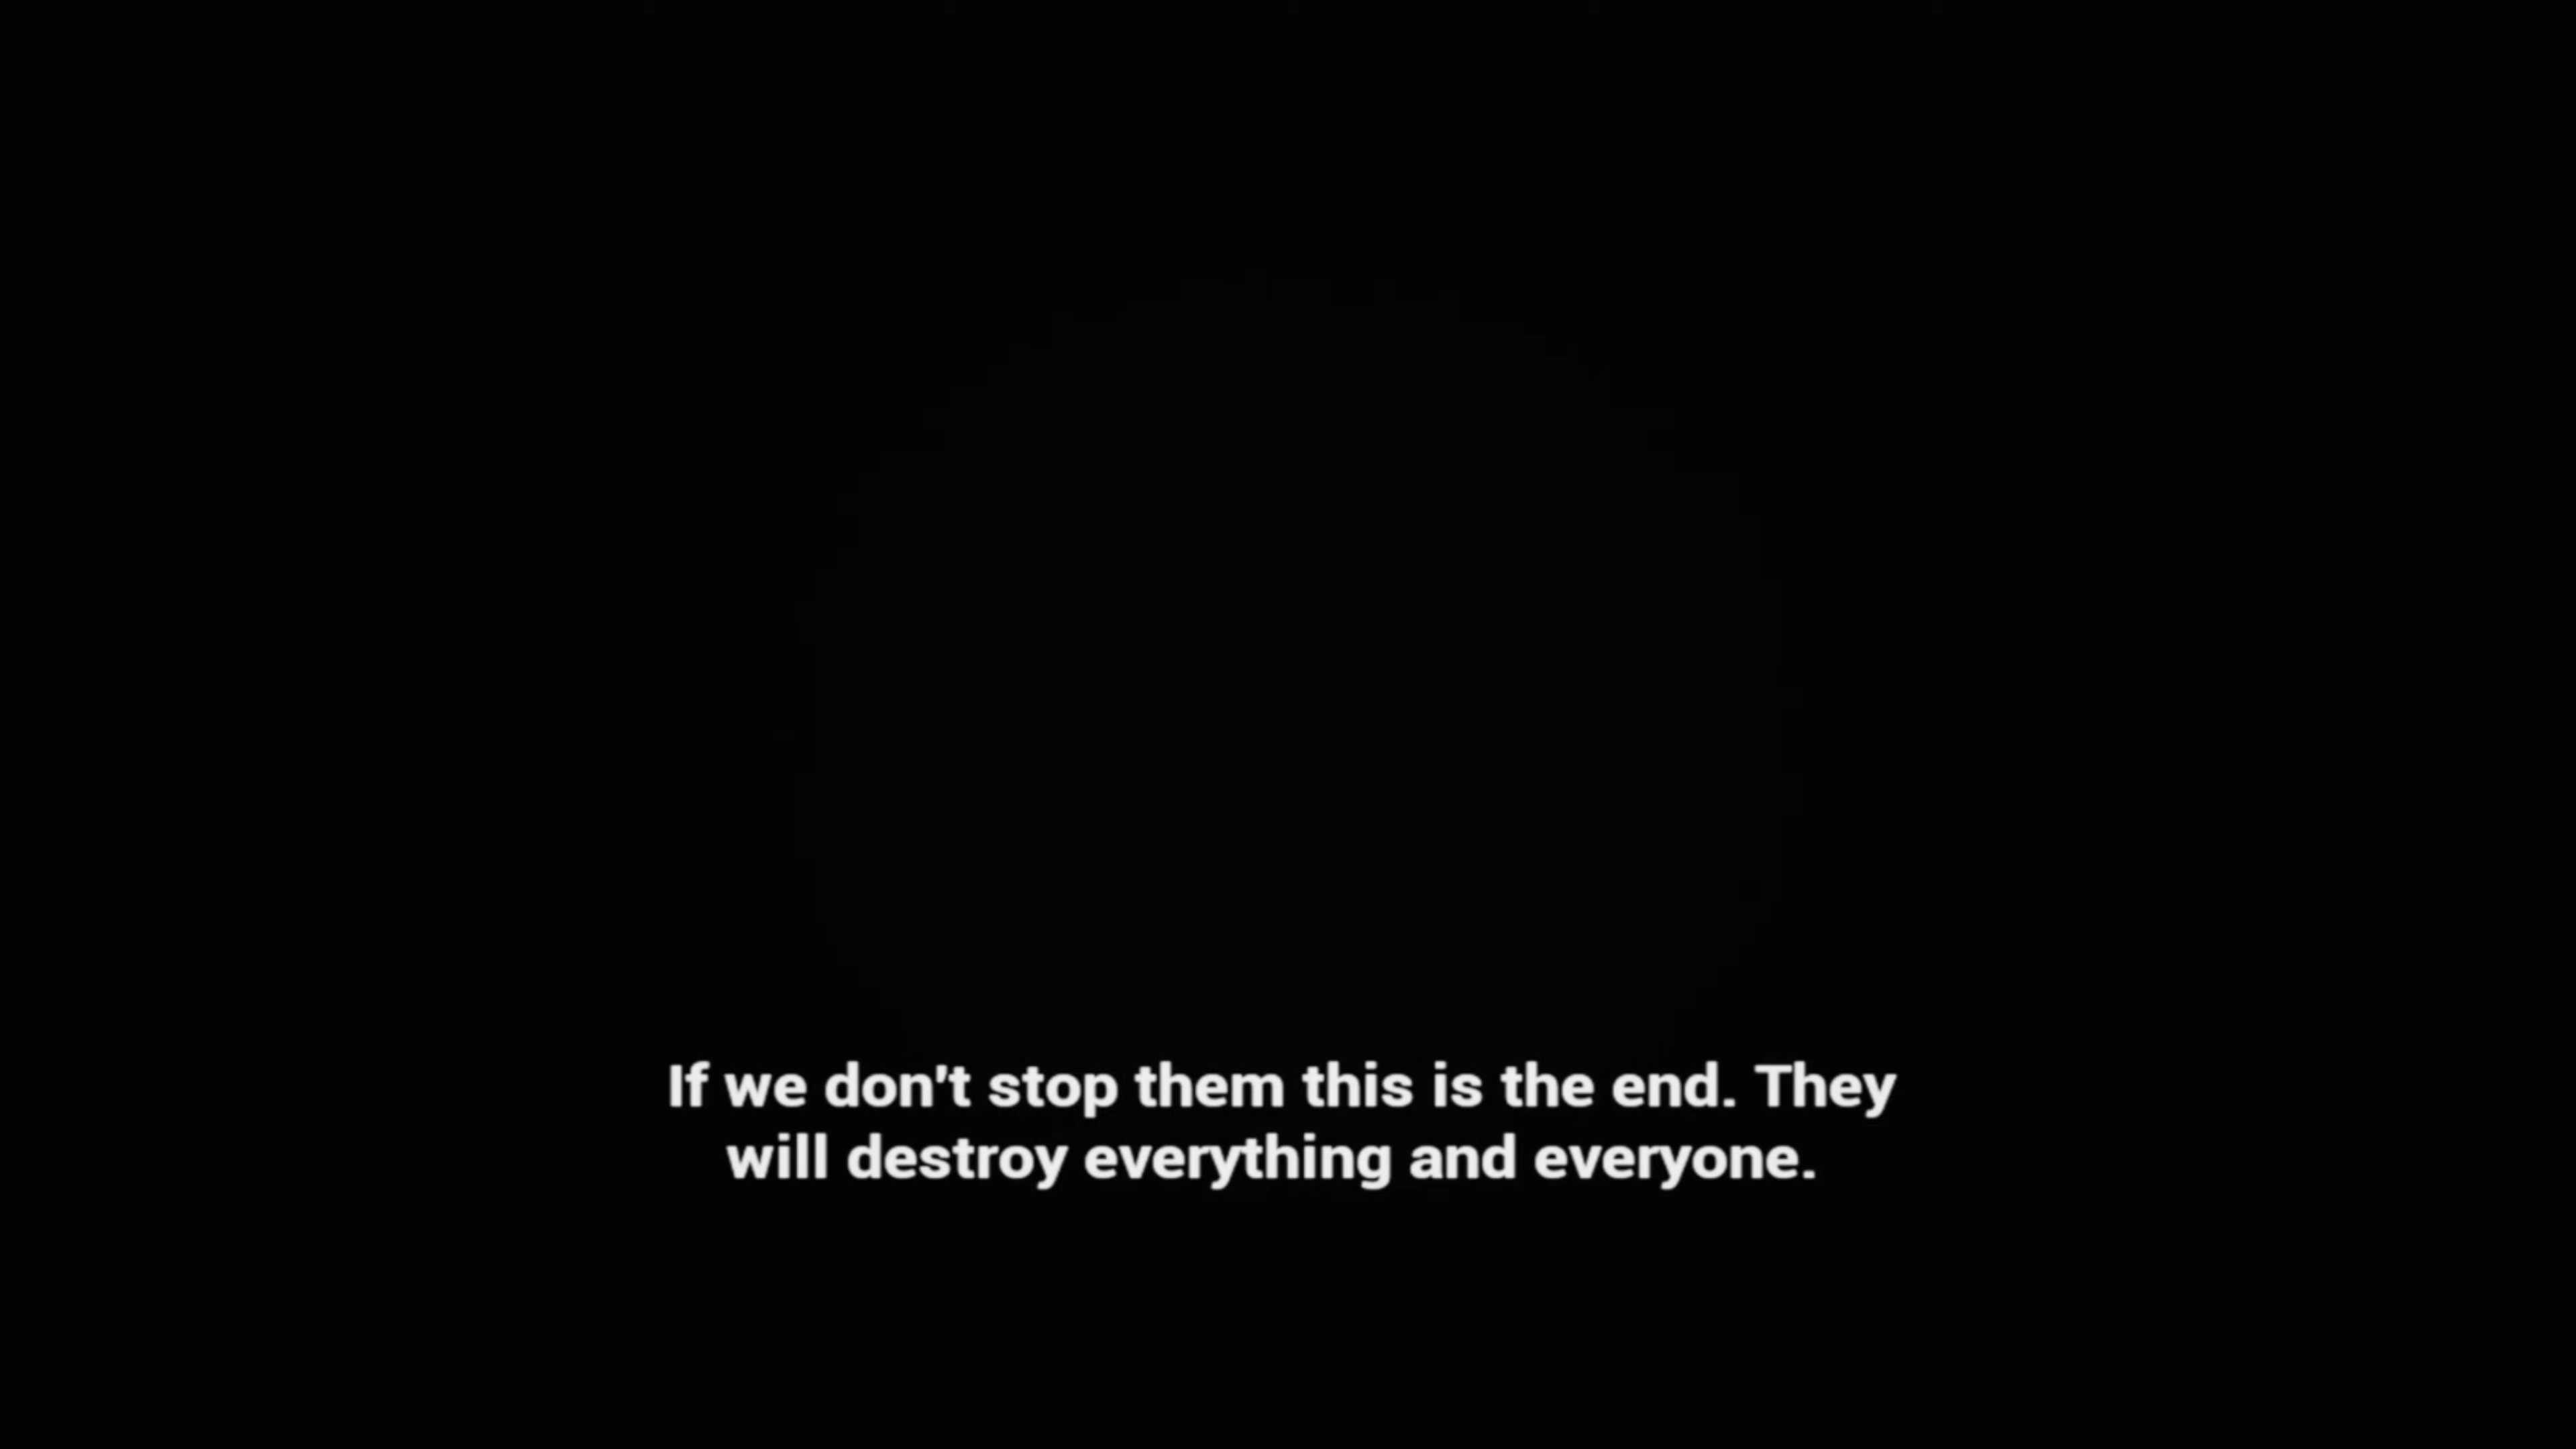 If we don't stop them this is the end. They
will destroy everything and everyone.